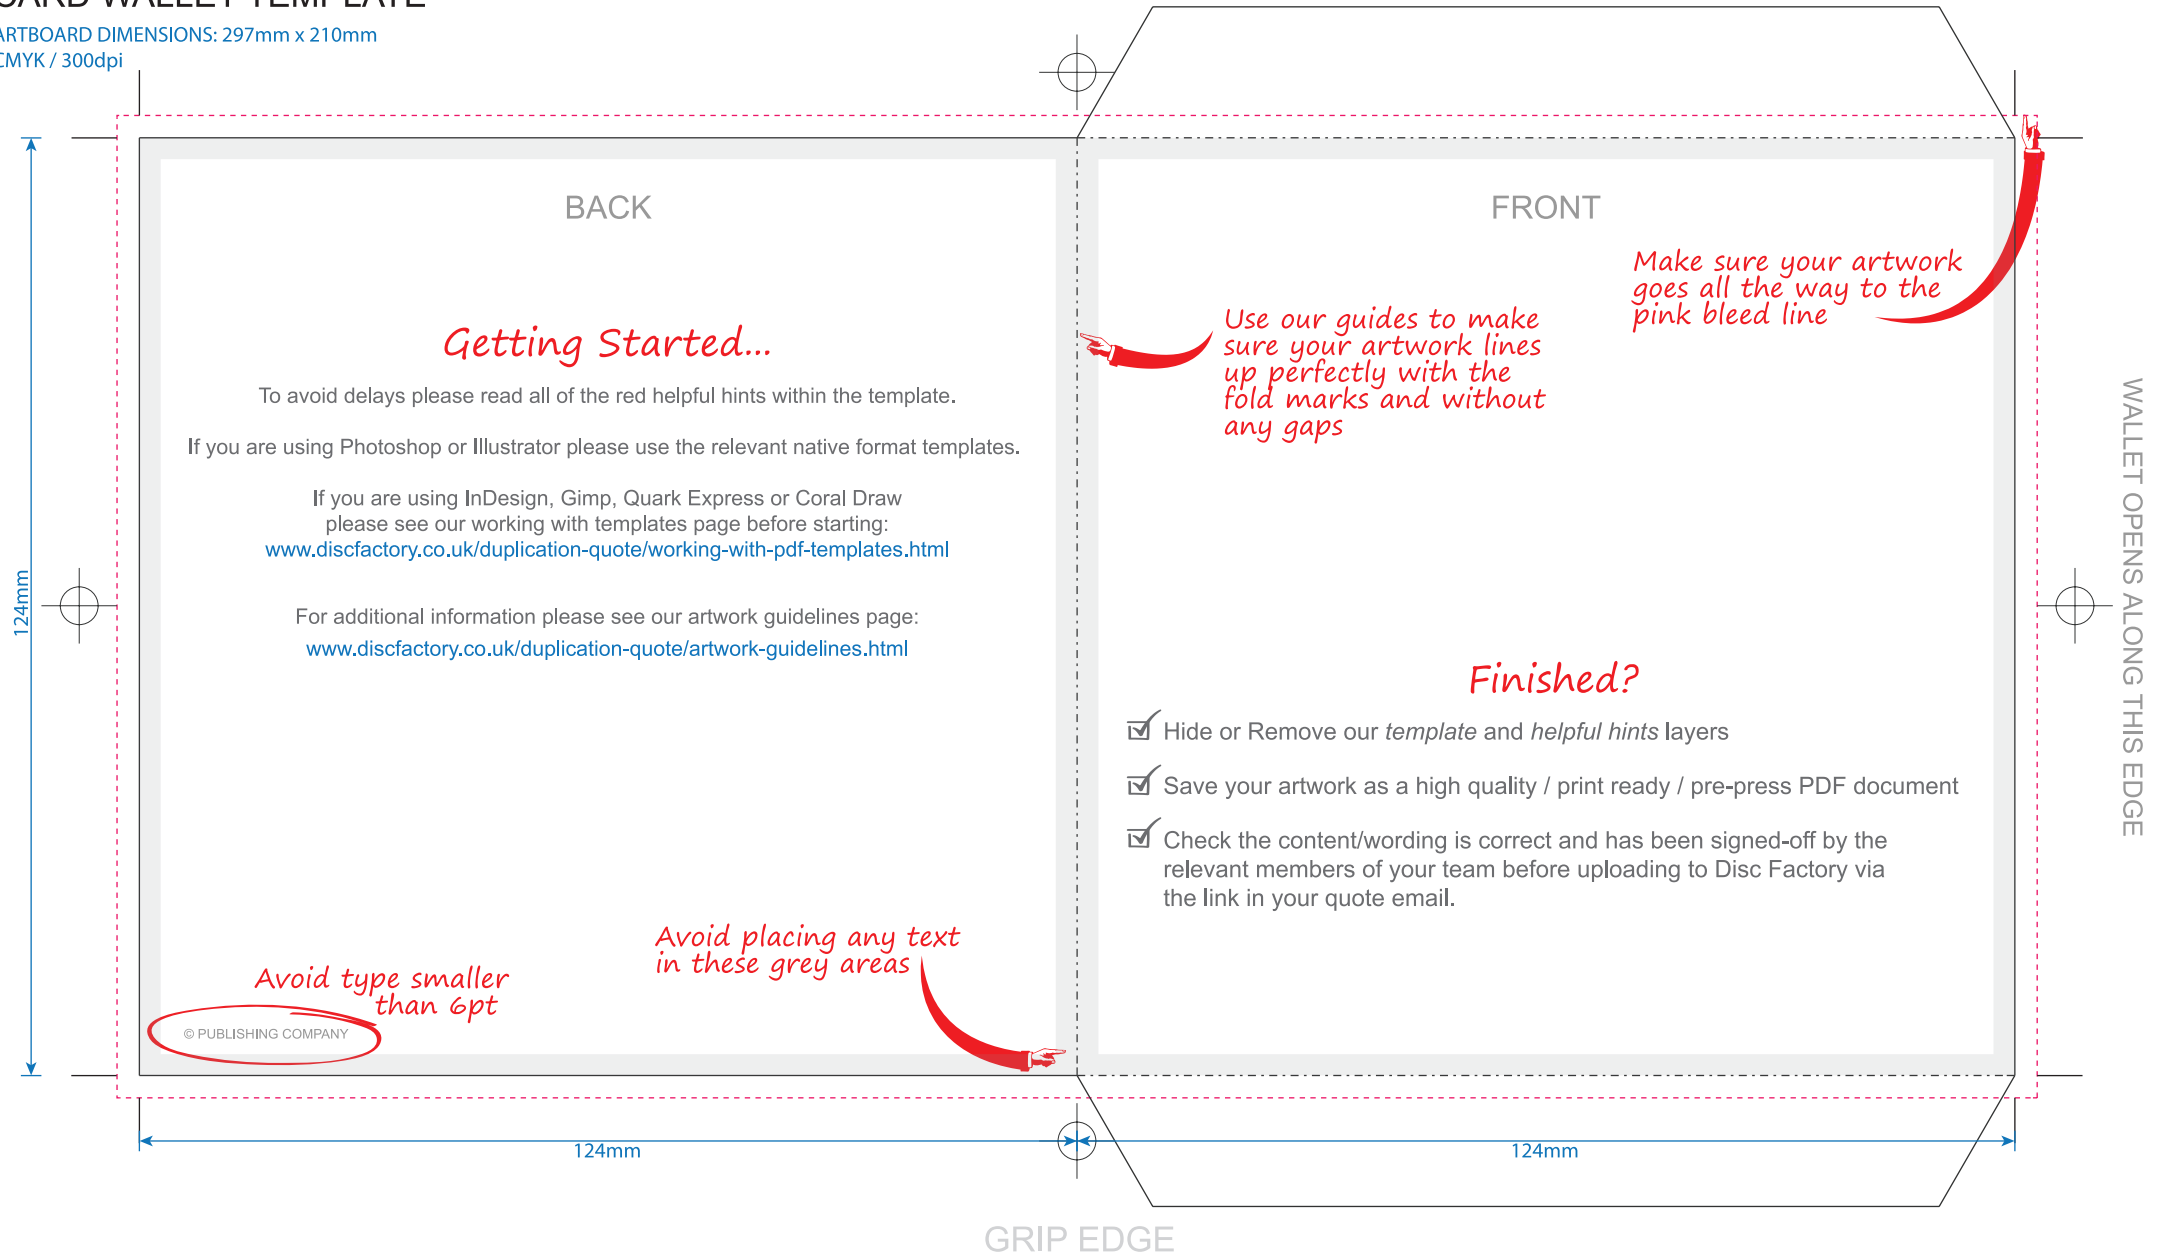 CARD WALLET TEMPLATE
ARTBOARD DIMENSIONS: 297mm x 210mm
CMYK / 300dpi
BACK
Getting Started...
To avoid delays please read all of the red helpful hints within the template.
If you are using Photoshop or Illustrator please use the relevant native format templates.
If you are using InDesign, Gimp, Quark Express or Coral Draw
please see our working with templates page before starting:
www.discfactory.co.uk/duplication-quote/working-with-pdf-templates.html
For additional information please see our artwork guidelines page:
www.discfactory.co.uk/duplication-quote/artwork-guidelines.html
Avoid placing any text
in these grey areas
Avoid type smaller
than 6pt
© PUBLISHING COMPANY
124mm
124mm
FRONT
Make sure your artwork
goes all the way to the
pink bleed line
Use our guides to make
sure your artwork lines
up perfectly with the
fold marks and without
any gaps
Finished?
Hide or Remove our template and helpful hints layers
Save your artwork as a high quality / print ready / pre-press PDF document
Check the content/wording is correct and has been signed-off by the
relevant members of your team before uploading to Disc Factory via
the link in your quote email.
124mm
WALLET OPENS ALONG THIS EDGE
GRIP EDGE